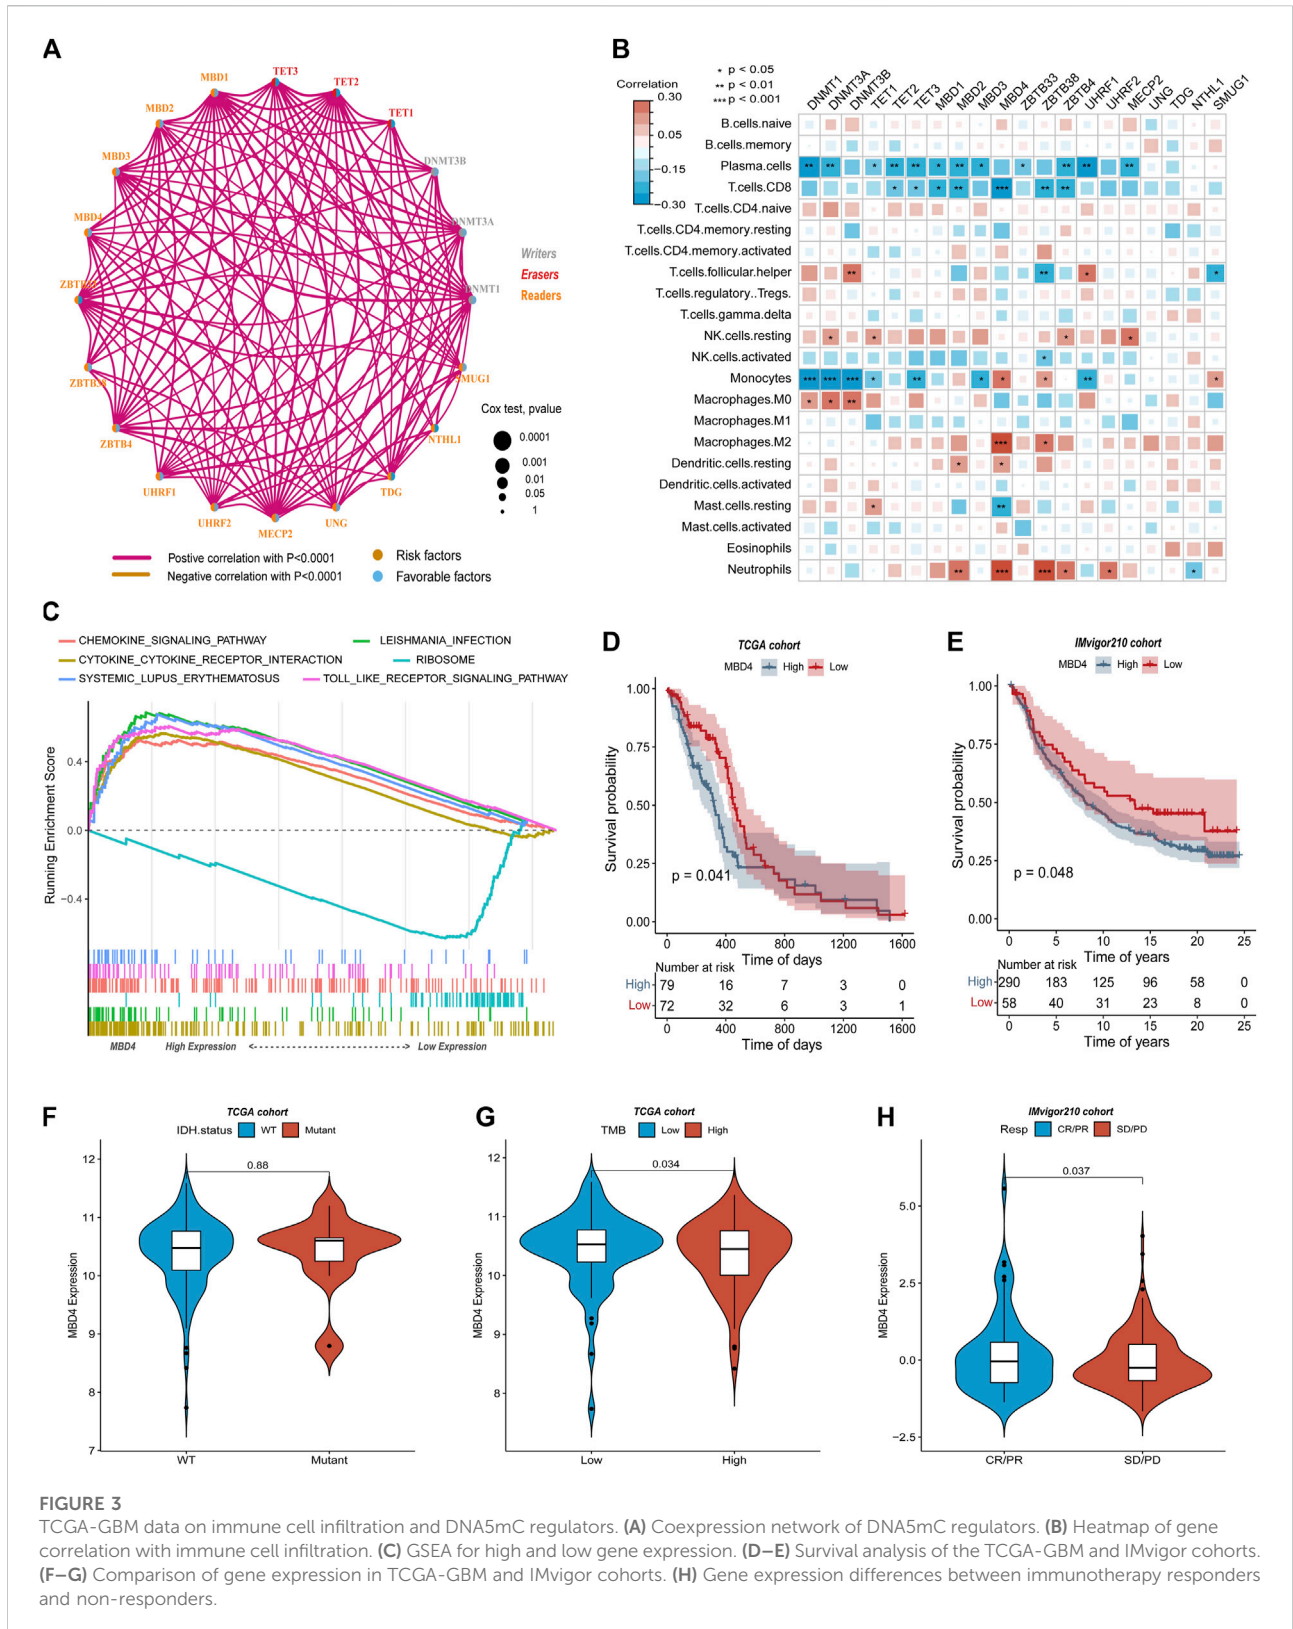 A
TET3
TET2
TET1
MBD1
MBD2
MBD3
MBD4
ZBTB38
ZBTB4
UHRF1
UHRF2
MECP2
UNG
TDG
NTHL1
SMUG1
DNMT1
DNMT3A
DNMT3B
Writers
Erasers
Readers
Cox test, pvalue
0.0001
0.001
0.01
0.05
1
Postive correlation with P<0.0001
Negative correlation with P<0.0001
Risk factors
Favorable factors
B
* p < 0.05
** p < 0.01
*** p < 0.001
Correlation
0.30
0.05
−0.15
−0.30
DNMT1 DNMT3A DNMT3B TET1 TET2 TET3 MBD1 MBD2 MBD3 MBD4 ZBTB33 ZBTB38 ZBTB4 UHRF1 UHRF2 MECP2 UNG TDG NTHL1 SMUG1
B.cells.naive
B.cells.memory
Plasma.cells
T.cells.CD8
T.cells.CD4.naive
T.cells.CD4.memory.resting
T.cells.CD4.memory.activated
T.cells.follicular.helper
T.cells.regulatory..Tregs.
T.cells.gamma.delta
NK.cells.resting
NK.cells.activated
Monocytes
Macrophages.M0
Macrophages.M1
Macrophages.M2
Dendritic.cells.resting
Dendritic.cells.activated
Mast.cells.resting
Mast.cells.activated
Eosinophils
Neutrophils
C
CHEMOKINE_SIGNALING_PATHWAY LEISHMANIA_INFECTION
CYTOKINE_CYTOKINE_RECEPTOR_INTERACTION RIBOSOME
SYSTEMIC_LUPUS_ERYTHEMATOSUS TOLL_LIKE_RECEPTOR_SIGNALING_PATHWAY
Running Enrichment Score
0.4
0.0
−0.4
MBD4 High Expression Low Expression
D
TCGA cohort
MBD4 High Low
Survival probability
1.00
0.75
0.50
0.25
0.00
p = 0.041
0 400 800 1200 1600
Time of days
Number at risk
High 79 16 7 3 0
Low 72 32 6 3 1
0 400 800 1200 1600
Time of days
E
IMvigor210 cohort
MBD4 High Low
Survival probability
1.00
0.75
0.50
0.25
0.00
p = 0.048
0 5 10 15 20 25
Time of years
Number at risk
High 290 183 125 96 58 0
Low 58 40 31 23 8 0
0 5 10 15 20 25
Time of years
F
TCGA cohort
IDH.status WT Mutant
0.88
MBD4 Expression
12
11
10
9
8
7
WT Mutant
G
TCGA cohort
TMB Low High
0.034
MBD4 Expression
12
11
10
9
8
Low High
H
IMvigor210 cohort
Resp CR/PR SD/PD
0.037
MBD4 Expression
5.0
2.5
0.0
−2.5
CR/PR SD/PD
FIGURE 3
TCGA-GBM data on immune cell infiltration and DNA5mC regulators. (A) Coexpression network of DNA5mC regulators. (B) Heatmap of gene
correlation with immune cell infiltration. (C) GSEA for high and low gene expression. (D–E) Survival analysis of the TCGA-GBM and IMvigor cohorts.
(F–G) Comparison of gene expression in TCGA-GBM and IMvigor cohorts. (H) Gene expression differences between immunotherapy responders
and non-responders.